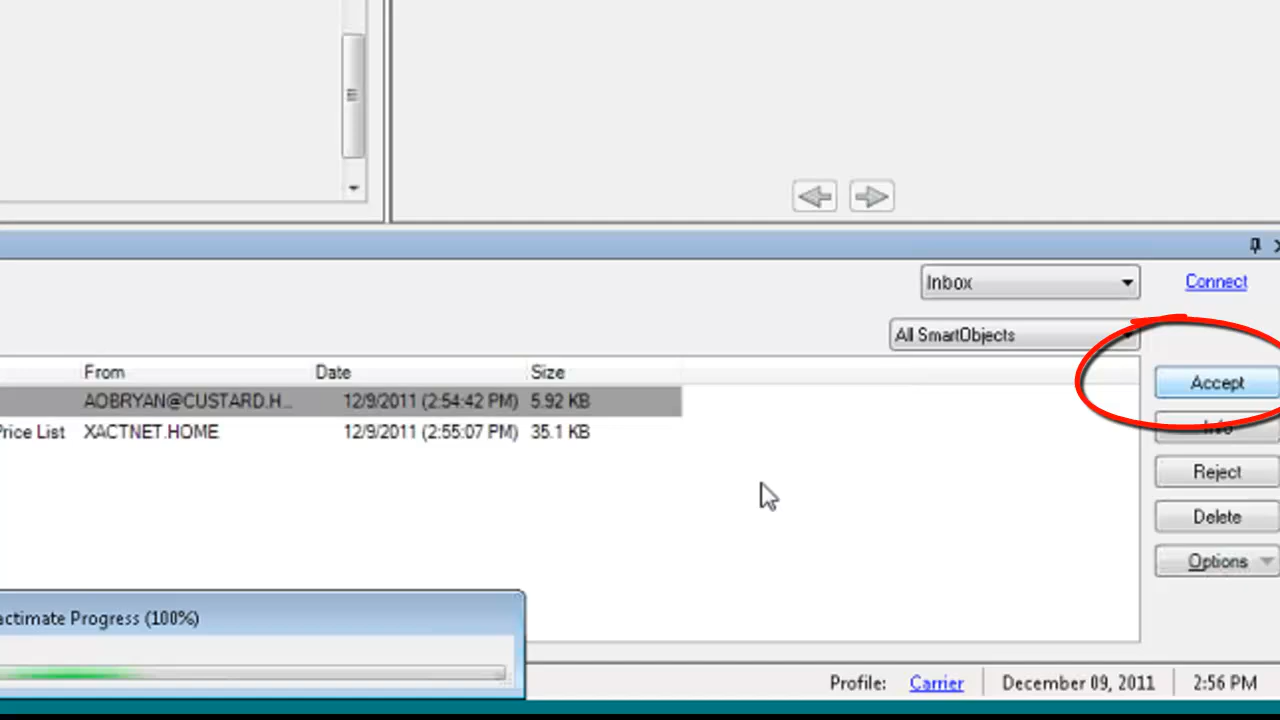 Inbox
Connect
All SmartObjects
From Date Size
Accept
AOBRYAN@CUSTARD.H... 12/9/2011 (2:54:42 PM) 5.92 KB
Price List XACTNET.HOME 12/9/2011 (2:55:07 PM) 35.1 KB
Info
Reject
Delete
Options
actimate Progress (100%)
Profile: Carrier December 09, 2011 2:56 PM